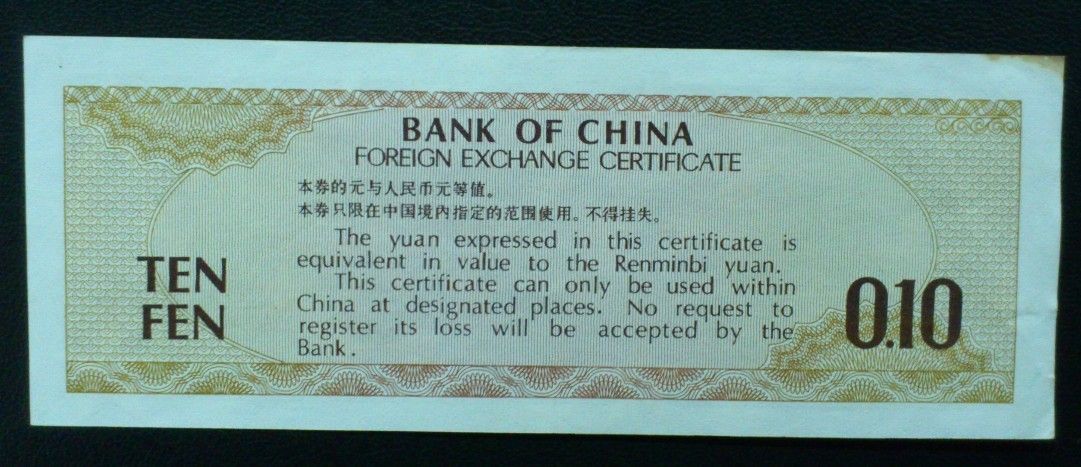 BANK OF CHINA
FOREIGN EXCHANGE CERTIFICATE
本券的元与人民币元等值。
本券只限在中国境内指定的范围使用。不得挂失。
The yuan expressed in this certificate is
equivalent in value to the Renminbi yuan.
This certificate can only be used within
China at designated places. No request to
register its loss will be accepted by the
Bank.
TEN
FEN
0.10